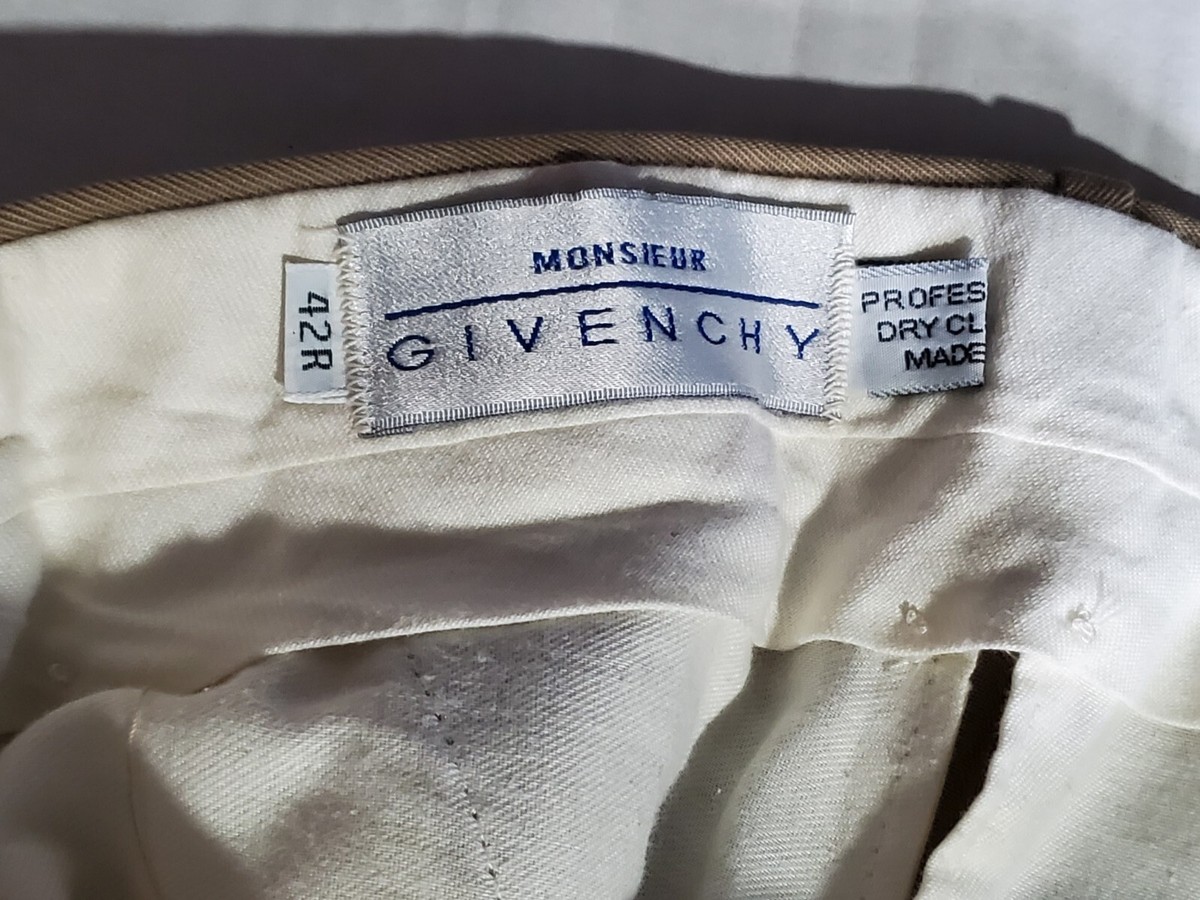 42R
MONSIEUR
GIVENCHY
PROFES
DRY CL
MADE